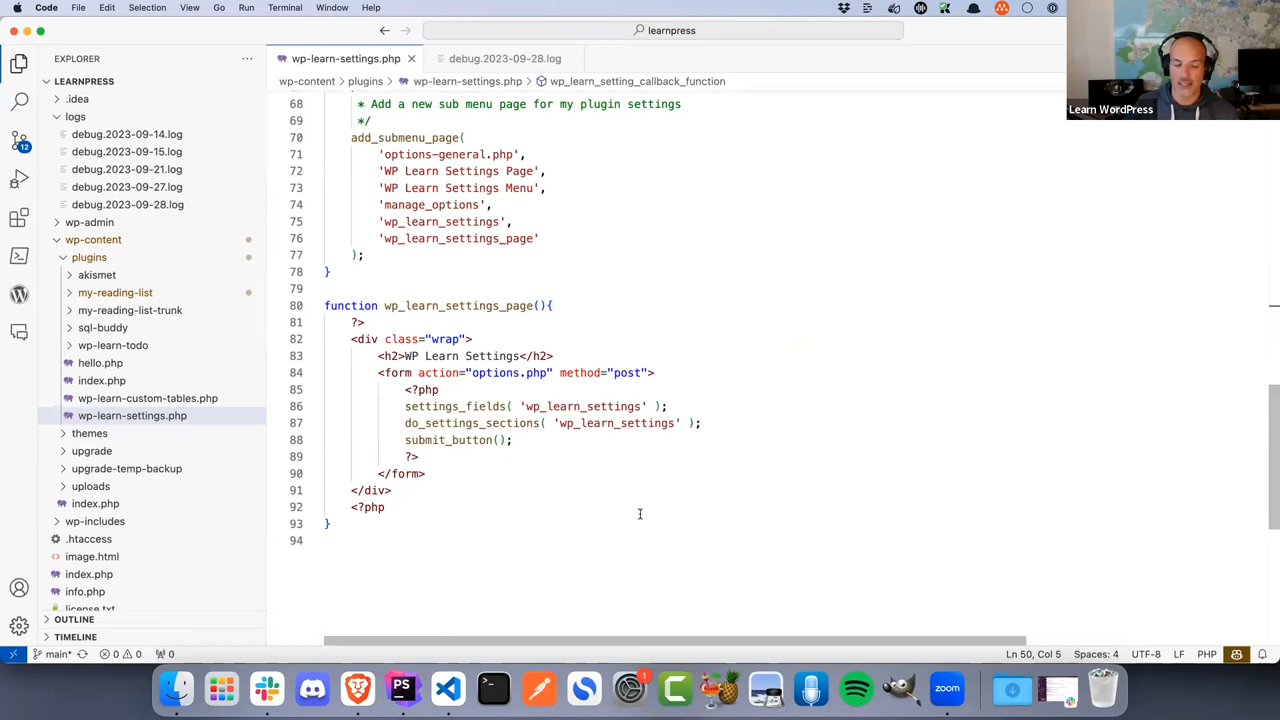 Code File Edit Selection View Go Run Terminal Window Help
learnpress
EXPLORER
wp-learn-settings.php
debug.2023-09-28.log
LEARNPRESS
wp-content
plugins
wp-learn-settings.php
wp_learn_setting_callback_function
Learn WordPress
.idea
logs
debug.2023-09-14.log
debug.2023-09-15.log
debug.2023-09-21.log
debug.2023-09-27.log
debug.2023-09-28.log
wp-admin
wp-content
plugins
akismet
my-reading-list
my-reading-list-trunk
sql-buddy
wp-learn-todo
hello.php
index.php
wp-learn-custom-tables.php
wp-learn-settings.php
themes
upgrade
upgrade-temp-backup
uploads
index.php
wp-includes
.htaccess
image.html
index.php
info.php
license.txt
OUTLINE
TIMELINE
12
68 * Add a new sub menu page for my plugin settings
69 */
70 add_submenu_page(
71 'options-general.php',
72 'WP Learn Settings Page',
73 'WP Learn Settings Menu',
74 'manage_options',
75 'wp_learn_settings',
76 'wp_learn_settings_page'
77 );
78 }
79
80 function wp_learn_settings_page(){
81 ?>
82 <div class="wrap">
83 <h2>WP Learn Settings</h2>
84 <form action="options.php" method="post">
85 <?php
86 settings_fields( 'wp_learn_settings' );
87 do_settings_sections( 'wp_learn_settings' );
88 submit_button();
89 ?>
90 </form>
91 </div>
92 <?php
93 }
94
main* 0 0 0
Ln 50, Col 5 Spaces: 4 UTF-8 LF PHP
PS
1
zoom